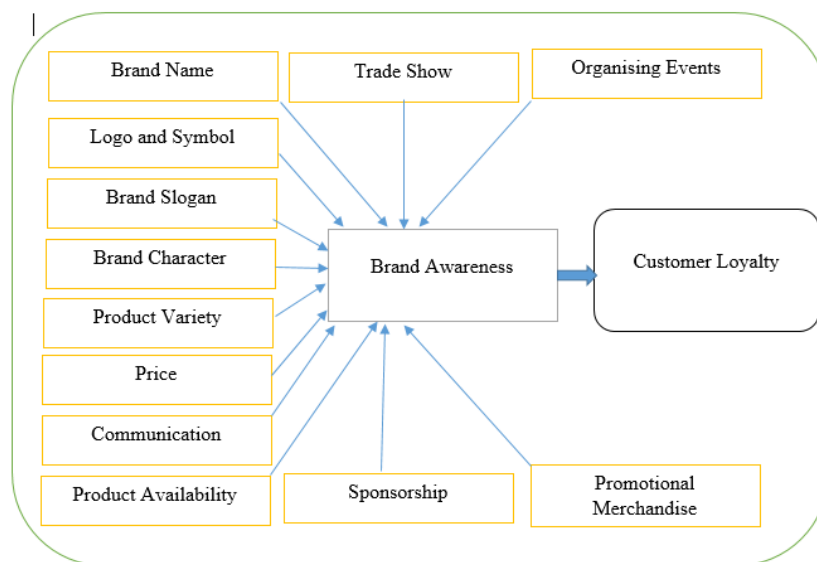 Brand Name
Trade Show
Organising Events
Logo and Symbol
Brand Slogan
Brand Character
Brand Awareness
Customer Loyalty
Product Variety
Price
Communication
Product Availability
Sponsorship
Promotional
Merchandise